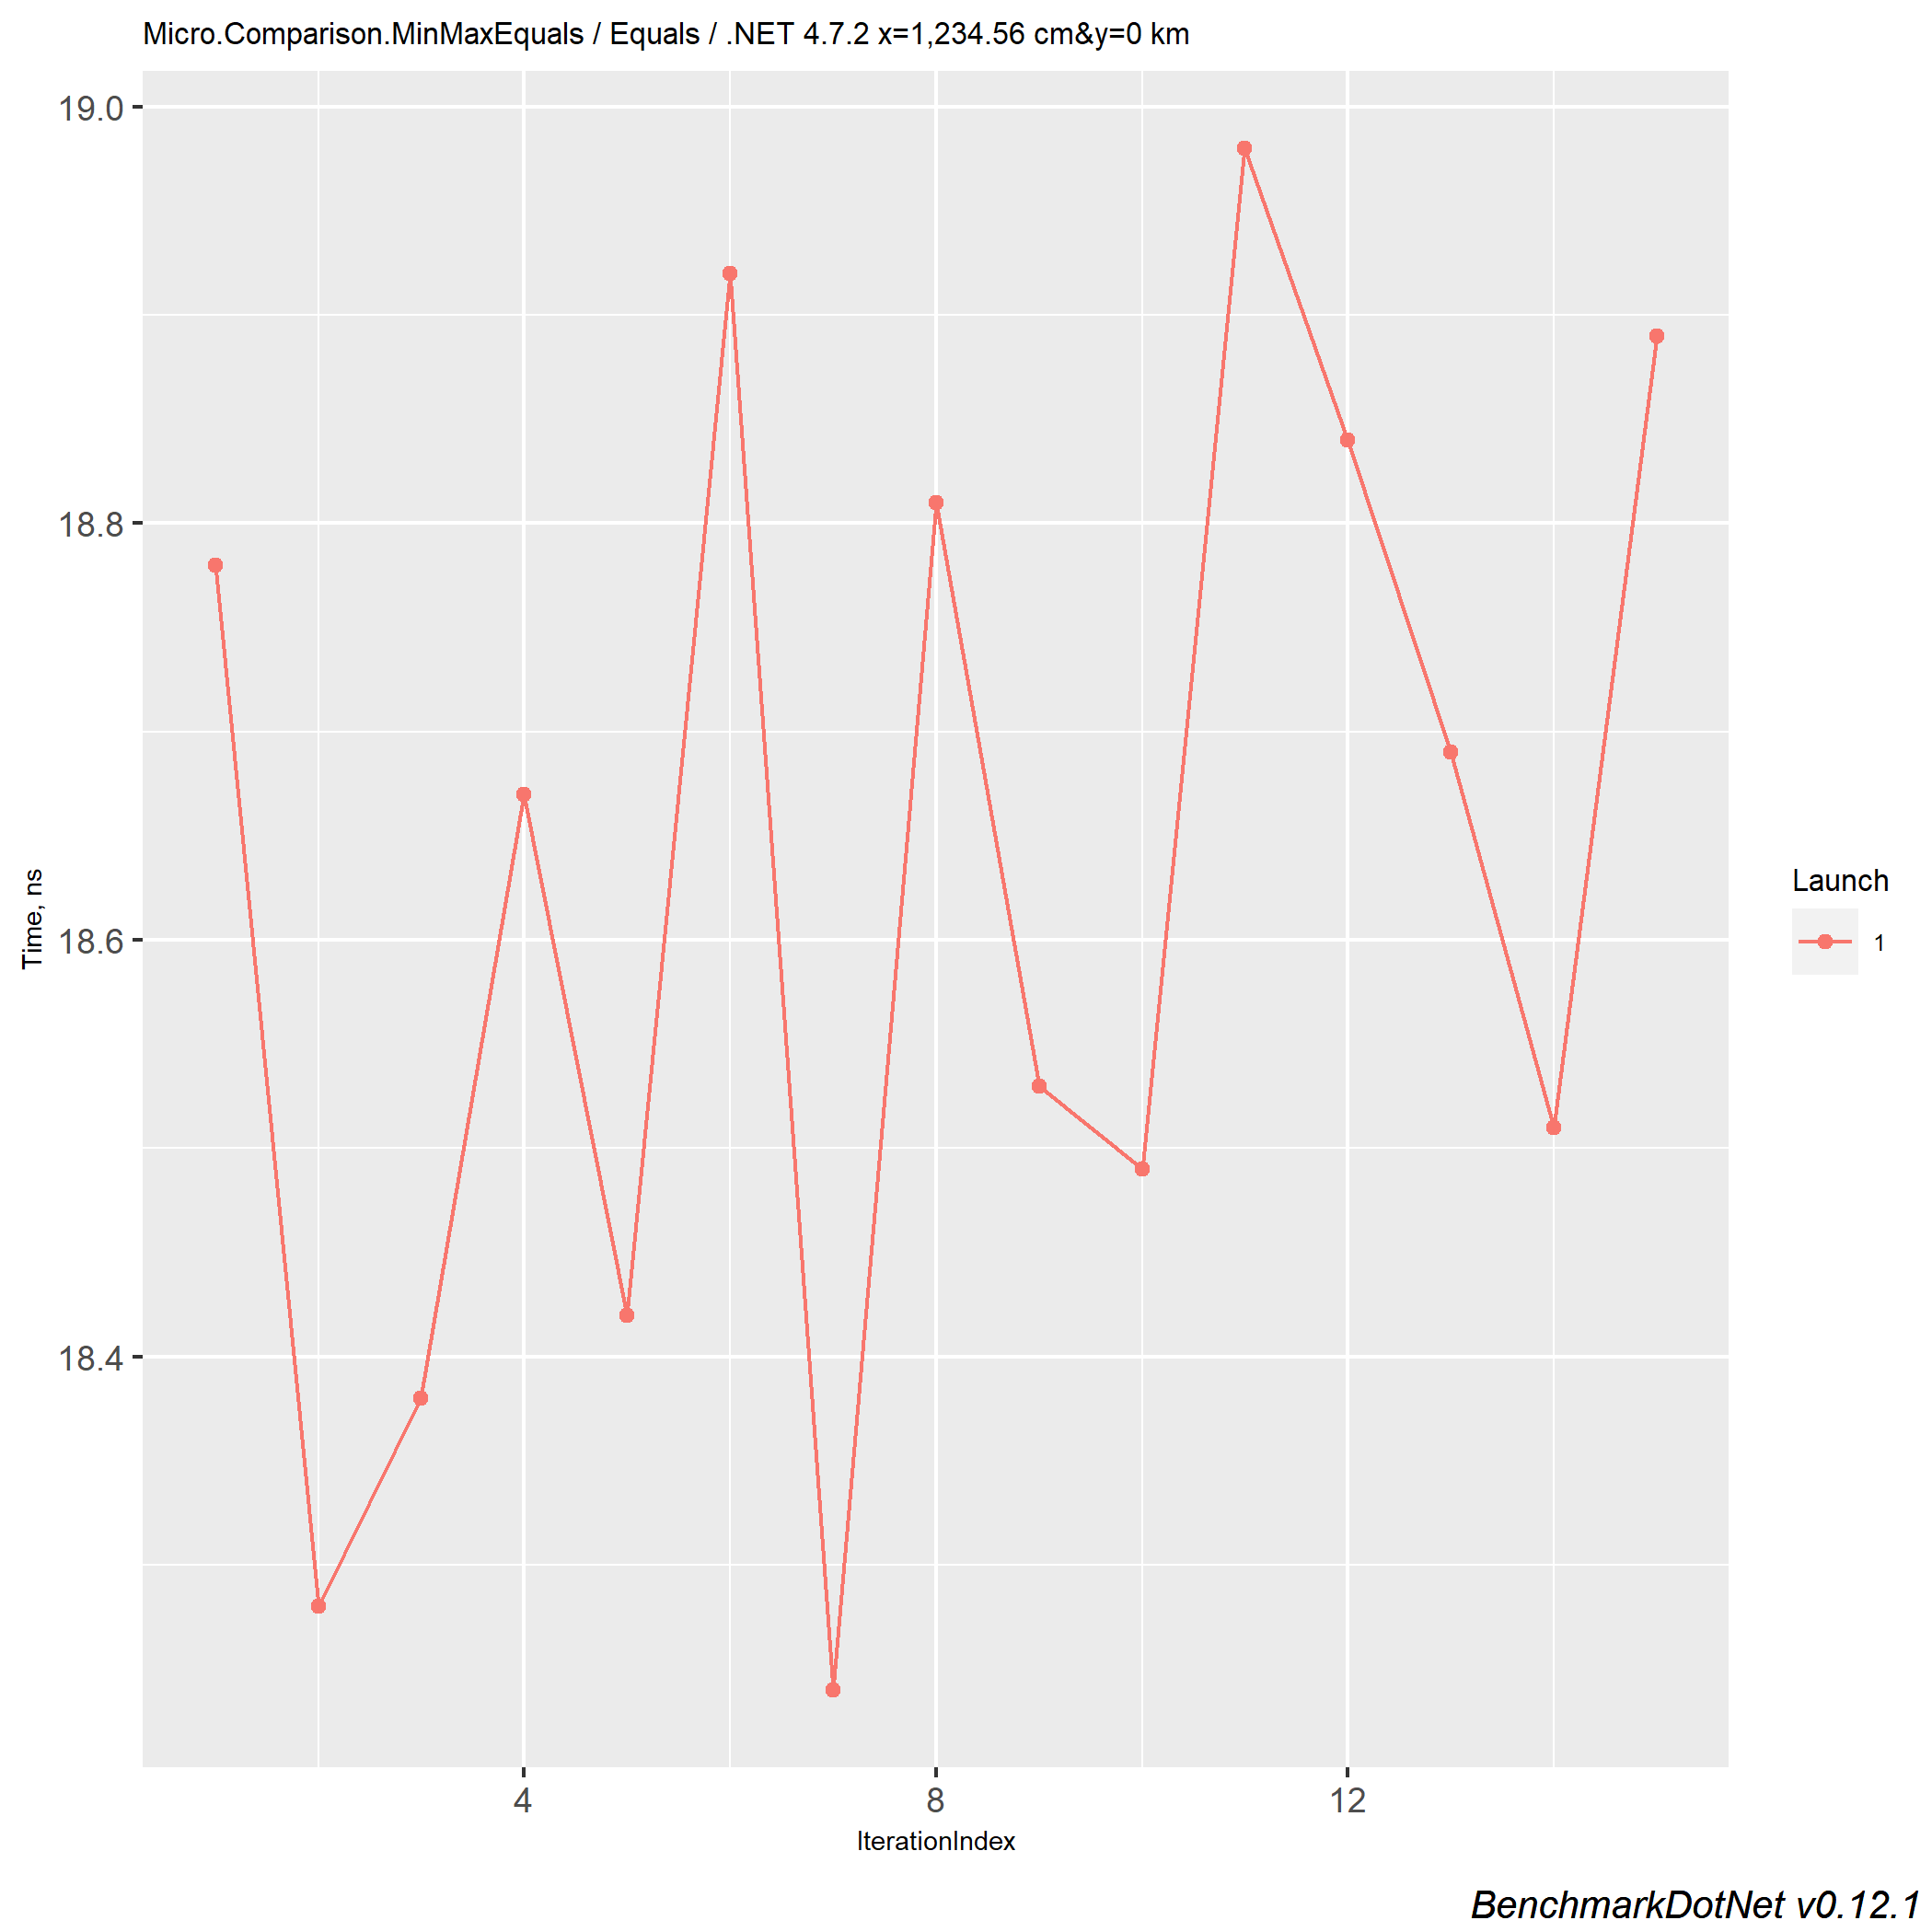 Micro.Comparison.MinMaxEquals / Equals / .NET 4.7.2 x=1,234.56 cm&y=0 km
19.0
18.8
18.6
18.4
Time, ns
4
8
12
IterationIndex
Launch
1
BenchmarkDotNet v0.12.1